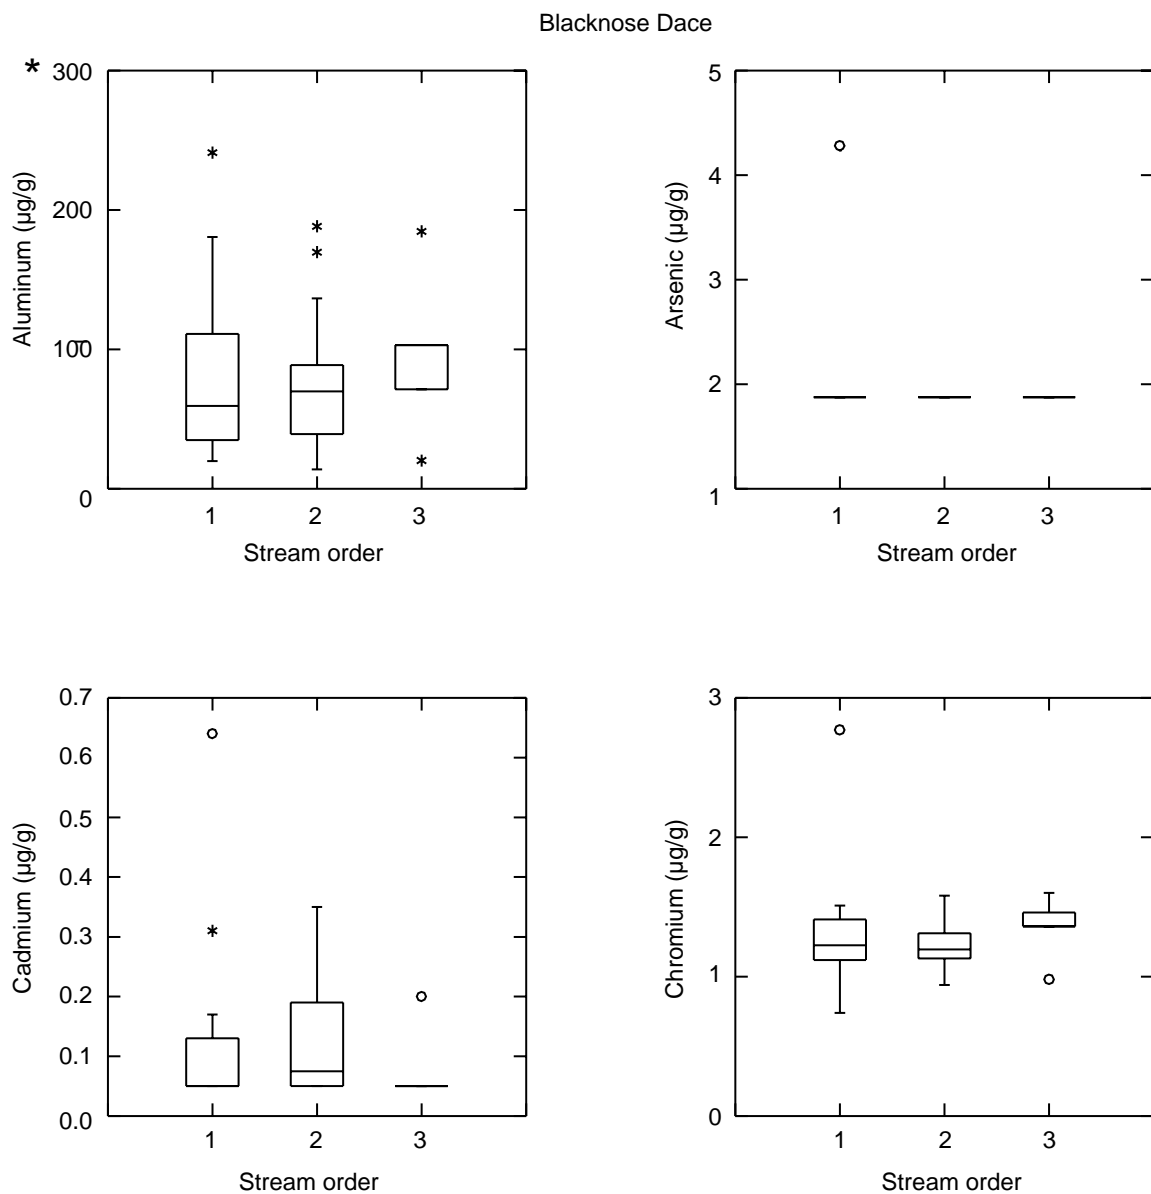 Blacknose Dace
*
300
200
100
0
Aluminum (µg/g)
1 2 3
Stream order
5
4
3
2
1
Arsenic (µg/g)
1 2 3
Stream order
0.7
0.6
0.5
0.4
0.3
0.2
0.1
0.0
Cadmium (µg/g)
1 2 3
Stream order
3
2
1
0
Chromium (µg/g)
1 2 3
Stream order